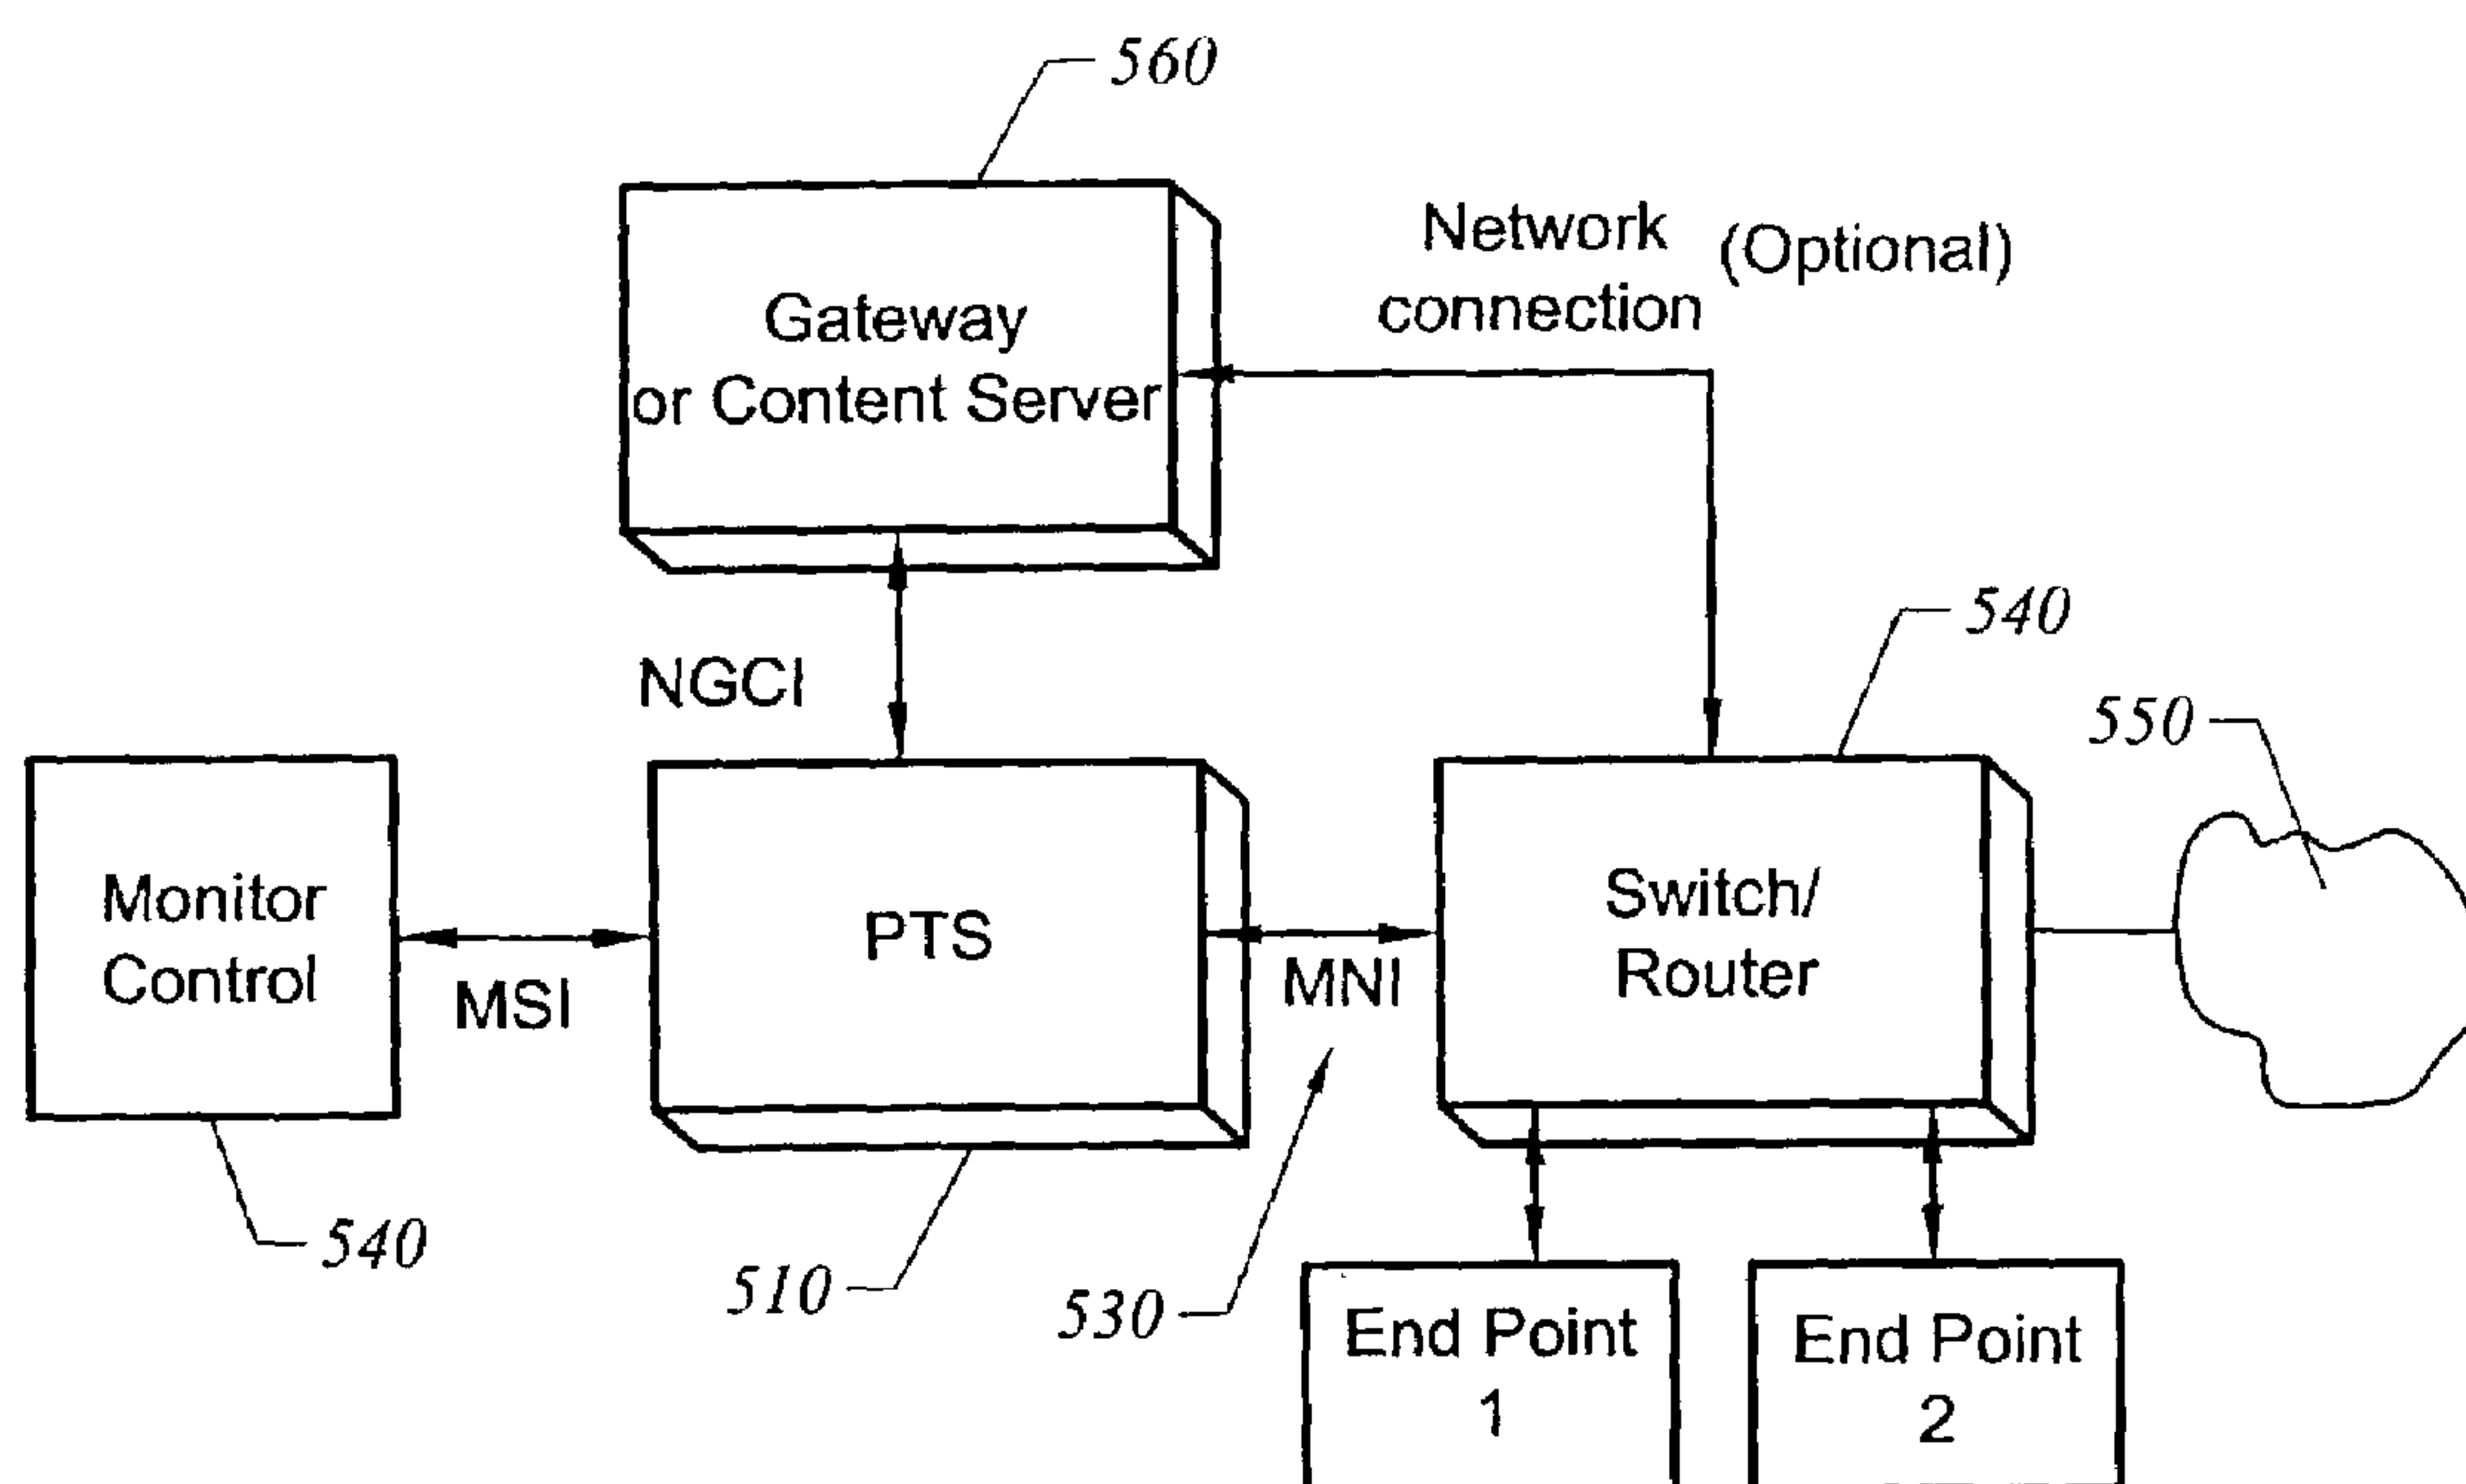 560
Gateway
or Content Server
Network
connection
(Optional)
NGCI
540
550
Monitor
Control
MSI
PTS
MNI
Switch/
Router
540
510
530
End Point
1
End Point
2